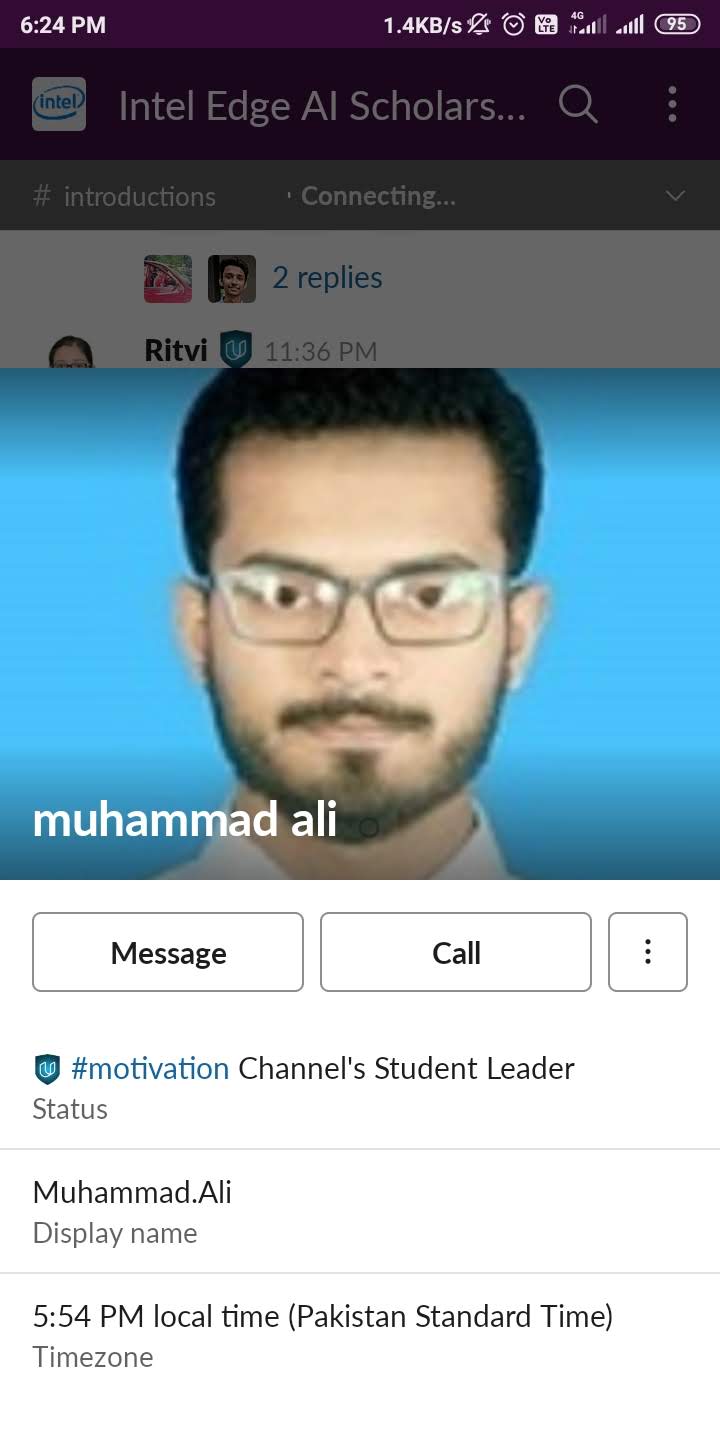 6:24 PM 1.4KB/s Vo LTE 4G 95
intel Intel Edge AI Scholars...
# introductions Connecting...
2 replies
Ritvi 11:36 PM
muhammad ali
Message Call
#motivation Channel's Student Leader
Status
Muhammad.Ali
Display name
5:54 PM local time (Pakistan Standard Time)
Timezone